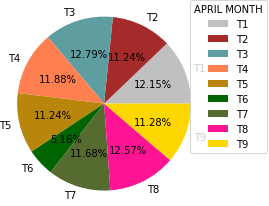 APRIL MONTH
T1
T2
T3
T4
T5
T6
T7
T8
T9
T1
12.15%
T2
11.24%
T3
12.79%
T4
11.88%
T5
11.24%
T6
5.16%
T7
11.68%
T8
12.57%
T9
11.28%